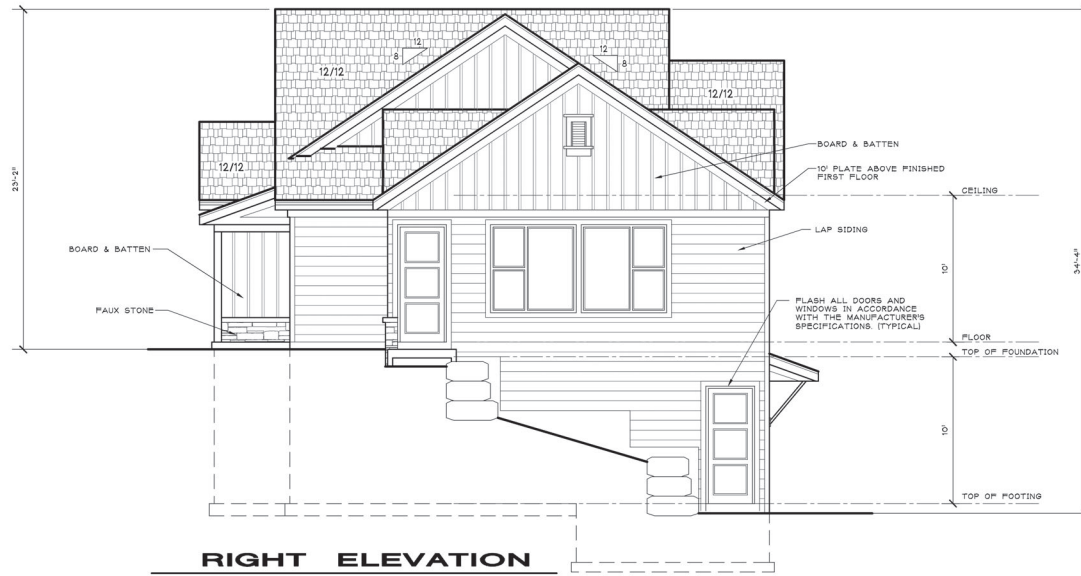 12
8
12
8
12/12
12/12
12/12
23'-2"
BOARD & BATTEN
10' PLATE ABOVE FINISHED
FIRST FLOOR
CEILING
LAP SIDING
BOARD & BATTEN
10'
34'-4"
FAUX STONE
FLASH ALL DOORS AND
WINDOWS IN ACCORDANCE
WITH THE MANUFACTURER'S
SPECIFICATIONS. (TYPICAL)
FLOOR
TOP OF FOUNDATION
10'
TOP OF FOOTING
RIGHT ELEVATION